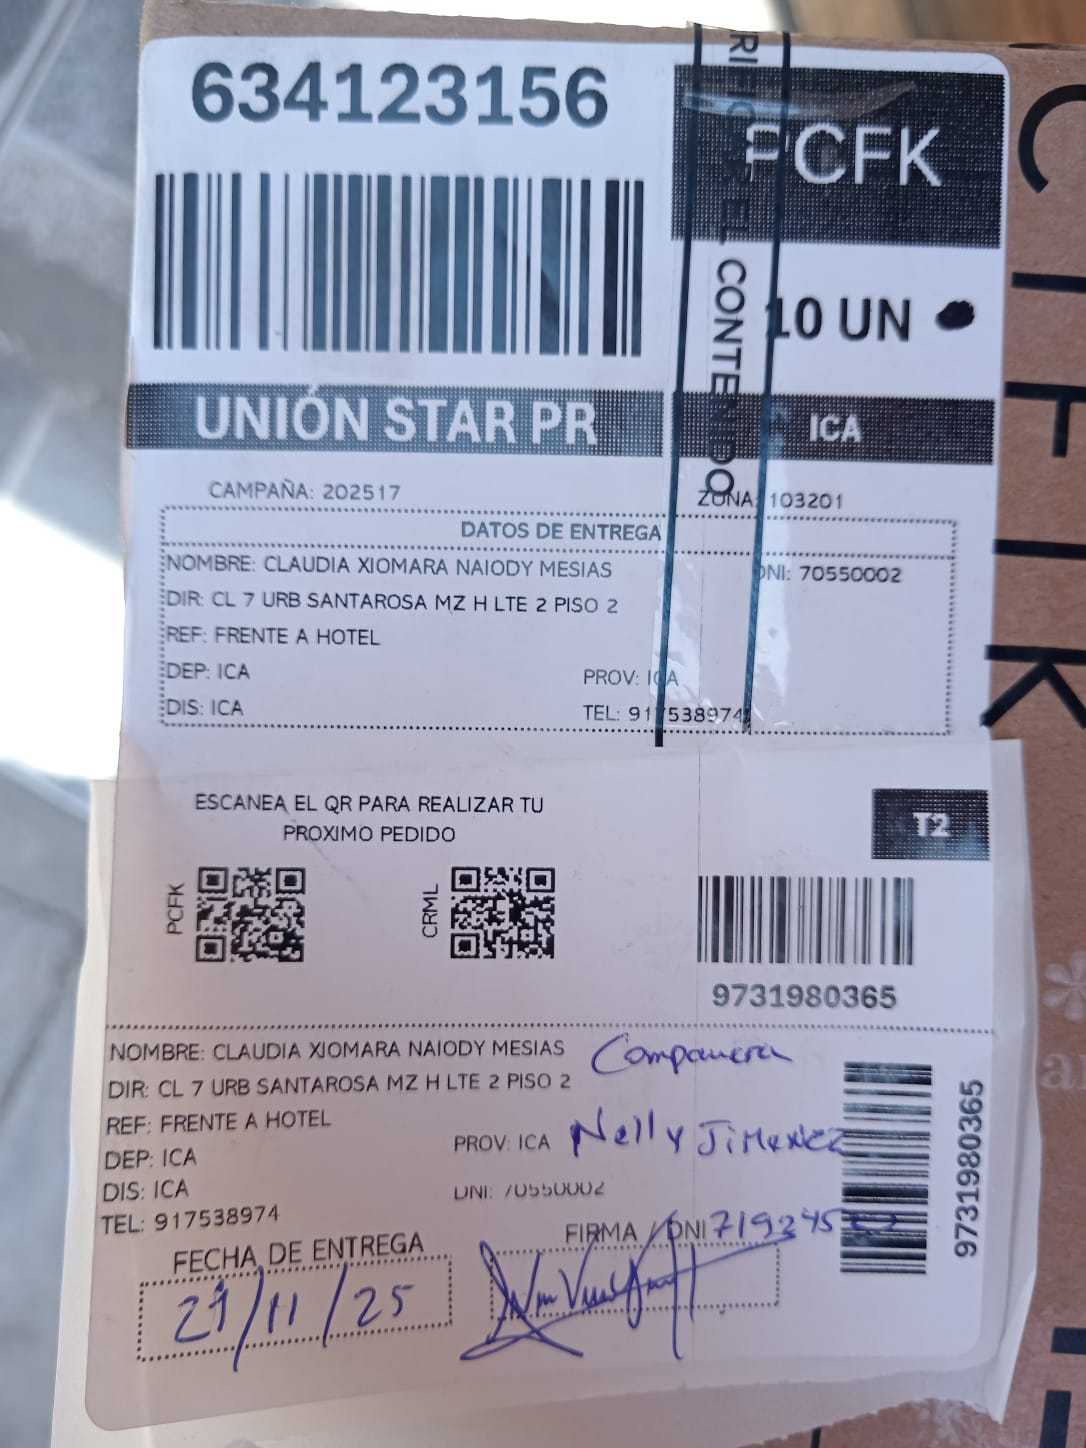 634123156
PCFK
10 UN
UNIÓN STAR PR
ICA
EL CONTENIDO
CAMPAÑA: 202517
ZONA: 103201
DATOS DE ENTREGA
NOMBRE: CLAUDIA XIOMARA NAIODY MESIAS
DNI: 70550002
DIR: CL 7 URB SANTAROSA MZ H LTE 2 PISO 2
REF: FRENTE A HOTEL
DEP: ICA
PROV: ICA
DIS: ICA
TEL: 917538974
ESCANEA EL QR PARA REALIZAR TU
PROXIMO PEDIDO
T2
PCFK
CRML
9731980365
NOMBRE: CLAUDIA XIOMARA NAIODY MESIAS
Companera
DIR: CL 7 URB SANTAROSA MZ H LTE 2 PISO 2
REF: FRENTE A HOTEL
DEP: ICA
PROV: ICA
Nelly Jimenez
DIS: ICA
DNI: 70550002
TEL: 917538974
FIRMA / DNI
FECHA DE ENTREGA
9731980365